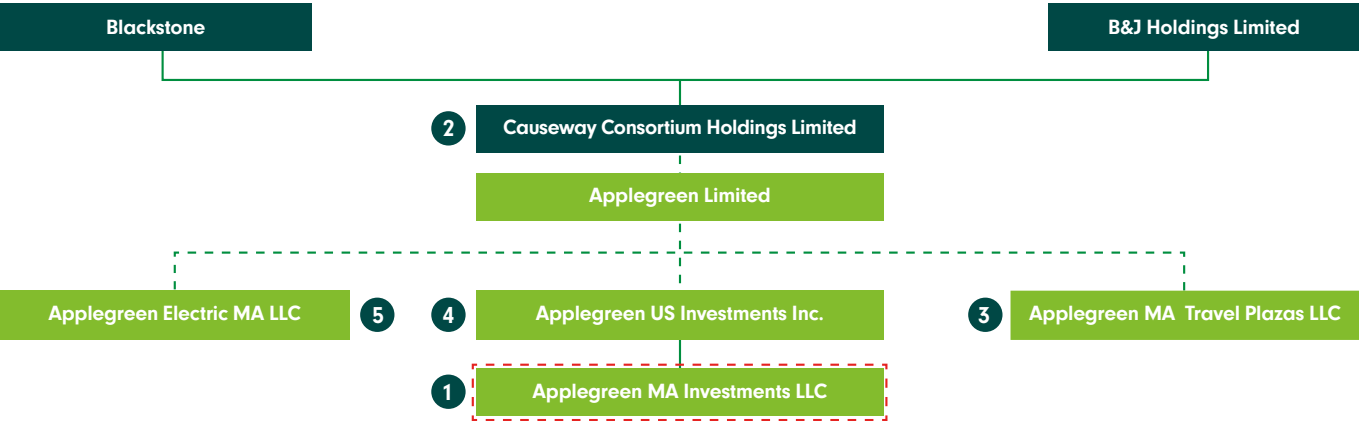 Blackstone
B&J Holdings Limited
2
Causeway Consortium Holdings Limited
Applegreen Limited
Applegreen Electric MA LLC
5
4
Applegreen US Investments Inc.
3
Applegreen MA Travel Plazas LLC
1
Applegreen MA Investments LLC